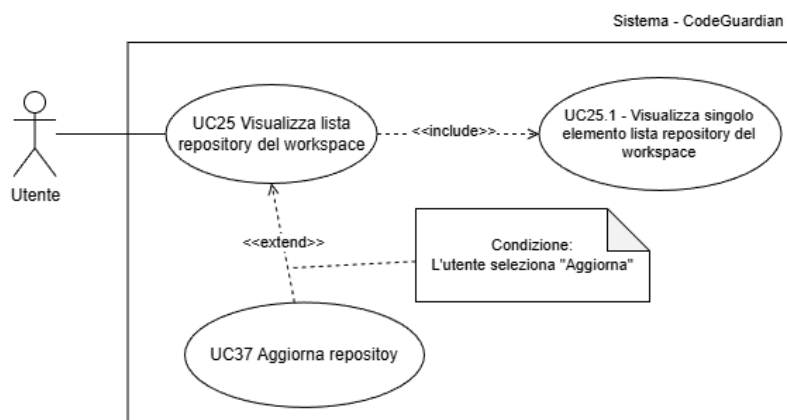 Sistema - CodeGuardian
UC25 Visualizza lista
repository del workspace
<<include>>
UC25.1 - Visualizza singolo
elemento lista repository del
workspace
Utente
<<extend>>
Condizione:
L'utente seleziona "Aggiorna"
UC37 Aggiorna repositoy